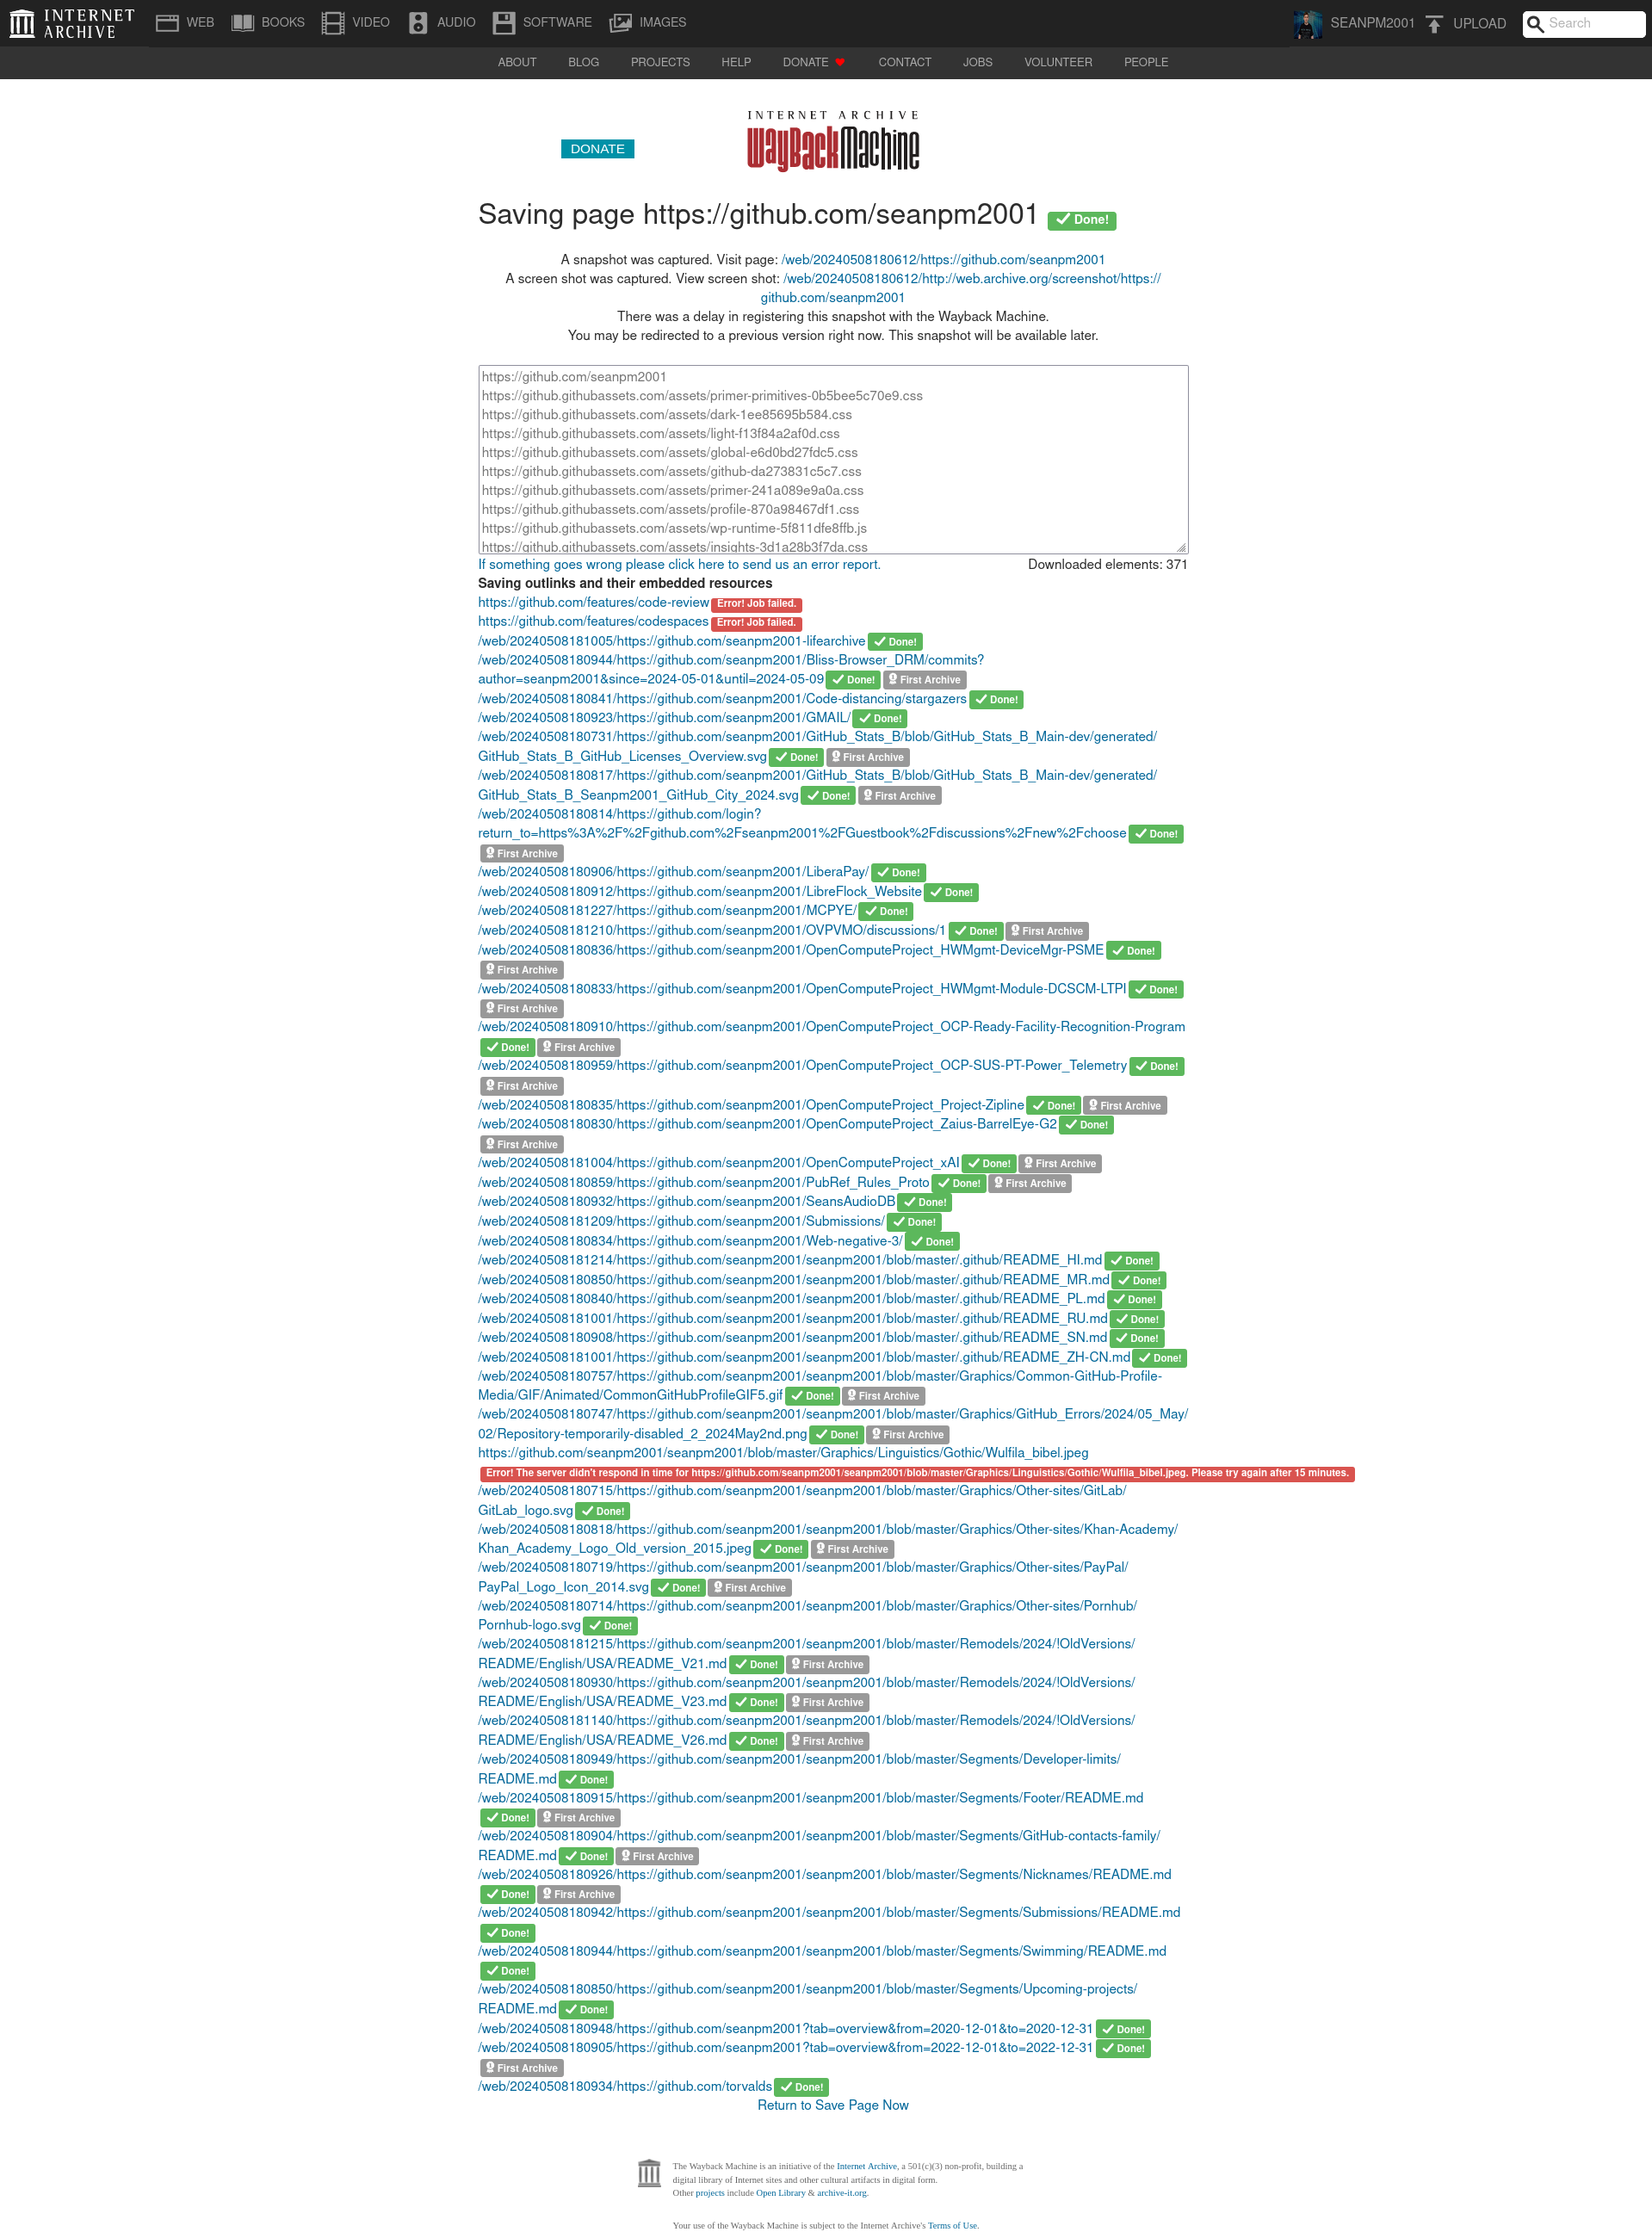 INTERNET ARCHIVE WEB BOOKS VIDEO AUDIO SOFTWARE IMAGES SEANPM2001 UPLOAD Search
ABOUT BLOG PROJECTS HELP DONATE CONTACT JOBS VOLUNTEER PEOPLE
INTERNET ARCHIVE
DONATE WayBackMachine
Saving page https://github.com/seanpm2001 Done!
A snapshot was captured. Visit page: /web/20240508180612/https://github.com/seanpm2001
A screen shot was captured. View screen shot: /web/20240508180612/http://web.archive.org/screenshot/https://
github.com/seanpm2001
There was a delay in registering this snapshot with the Wayback Machine.
You may be redirected to a previous version right now. This snapshot will be available later.
https://github.com/seanpm2001
https://github.githubassets.com/assets/primer-primitives-0b5bee5c70e9.css
https://github.githubassets.com/assets/dark-1ee85695b584.css
https://github.githubassets.com/assets/light-f13f84a2af0d.css
https://github.githubassets.com/assets/global-e6d0bd27fdc5.css
https://github.githubassets.com/assets/github-da273831c5c7.css
https://github.githubassets.com/assets/primer-241a089e9a0a.css
https://github.githubassets.com/assets/profile-870a98467df1.css
https://github.githubassets.com/assets/wp-runtime-5f811dfe8ffb.js
https://github.githubassets.com/assets/insights-3d1a28b3f7da.css
If something goes wrong please click here to send us an error report. Downloaded elements: 371
Saving outlinks and their embedded resources
https://github.com/features/code-review Error! Job failed.
https://github.com/features/codespaces Error! Job failed.
/web/20240508181005/https://github.com/seanpm2001-lifearchive Done!
/web/20240508180944/https://github.com/seanpm2001/Bliss-Browser_DRM/commits?
author=seanpm2001&since=2024-05-01&until=2024-05-09 Done! First Archive
/web/20240508180841/https://github.com/seanpm2001/Code-distancing/stargazers Done!
/web/20240508180923/https://github.com/seanpm2001/GMAIL/ Done!
/web/20240508180731/https://github.com/seanpm2001/GitHub_Stats_B/blob/GitHub_Stats_B_Main-dev/generated/
GitHub_Stats_B_GitHub_Licenses_Overview.svg Done! First Archive
/web/20240508180817/https://github.com/seanpm2001/GitHub_Stats_B/blob/GitHub_Stats_B_Main-dev/generated/
GitHub_Stats_B_Seanpm2001_GitHub_City_2024.svg Done! First Archive
/web/20240508180814/https://github.com/login?
return_to=https%3A%2F%2Fgithub.com%2Fseanpm2001%2FGuestbook%2Fdiscussions%2Fnew%2Fchoose Done!
First Archive
/web/20240508180906/https://github.com/seanpm2001/LiberaPay/ Done!
/web/20240508180912/https://github.com/seanpm2001/LibreFlock_Website Done!
/web/20240508181227/https://github.com/seanpm2001/MCPYE/ Done!
/web/20240508181210/https://github.com/seanpm2001/OVPVMO/discussions/1 Done! First Archive
/web/20240508180836/https://github.com/seanpm2001/OpenComputeProject_HWMgmt-DeviceMgr-PSME Done!
First Archive
/web/20240508180833/https://github.com/seanpm2001/OpenComputeProject_HWMgmt-Module-DCSCM-LTPI Done!
First Archive
/web/20240508180910/https://github.com/seanpm2001/OpenComputeProject_OCP-Ready-Facility-Recognition-Program
Done! First Archive
/web/20240508180959/https://github.com/seanpm2001/OpenComputeProject_OCP-SUS-PT-Power_Telemetry Done!
First Archive
/web/20240508180835/https://github.com/seanpm2001/OpenComputeProject_Project-Zipline Done! First Archive
/web/20240508180830/https://github.com/seanpm2001/OpenComputeProject_Zaius-BarrelEye-G2 Done!
First Archive
/web/20240508181004/https://github.com/seanpm2001/OpenComputeProject_xAI Done! First Archive
/web/20240508180859/https://github.com/seanpm2001/PubRef_Rules_Proto Done! First Archive
/web/20240508180932/https://github.com/seanpm2001/SeansAudioDB Done!
/web/20240508181209/https://github.com/seanpm2001/Submissions/ Done!
/web/20240508180834/https://github.com/seanpm2001/Web-negative-3/ Done!
/web/20240508181214/https://github.com/seanpm2001/seanpm2001/blob/master/.github/README_HI.md Done!
/web/20240508180850/https://github.com/seanpm2001/seanpm2001/blob/master/.github/README_MR.md Done!
/web/20240508180840/https://github.com/seanpm2001/seanpm2001/blob/master/.github/README_PL.md Done!
/web/20240508181001/https://github.com/seanpm2001/seanpm2001/blob/master/.github/README_RU.md Done!
/web/20240508180908/https://github.com/seanpm2001/seanpm2001/blob/master/.github/README_SN.md Done!
/web/20240508181001/https://github.com/seanpm2001/seanpm2001/blob/master/.github/README_ZH-CN.md Done!
/web/20240508180757/https://github.com/seanpm2001/seanpm2001/blob/master/Graphics/Common-GitHub-Profile-
Media/GIF/Animated/CommonGitHubProfileGIF5.gif Done! First Archive
/web/20240508180747/https://github.com/seanpm2001/seanpm2001/blob/master/Graphics/GitHub_Errors/2024/05_May/
02/Repository-temporarily-disabled_2_2024May2nd.png Done! First Archive
https://github.com/seanpm2001/seanpm2001/blob/master/Graphics/Linguistics/Gothic/Wulfila_bibel.jpeg
Error! The server didn't respond in time for https://github.com/seanpm2001/seanpm2001/blob/master/Graphics/Linguistics/Gothic/Wulfila_bibel.jpeg. Please try again after 15 minutes.
/web/20240508180715/https://github.com/seanpm2001/seanpm2001/blob/master/Graphics/Other-sites/GitLab/
GitLab_logo.svg Done!
/web/20240508180818/https://github.com/seanpm2001/seanpm2001/blob/master/Graphics/Other-sites/Khan-Academy/
Khan_Academy_Logo_Old_version_2015.jpeg Done! First Archive
/web/20240508180719/https://github.com/seanpm2001/seanpm2001/blob/master/Graphics/Other-sites/PayPal/
PayPal_Logo_Icon_2014.svg Done! First Archive
/web/20240508180714/https://github.com/seanpm2001/seanpm2001/blob/master/Graphics/Other-sites/Pornhub/
Pornhub-logo.svg Done!
/web/20240508181215/https://github.com/seanpm2001/seanpm2001/blob/master/Remodels/2024/!OldVersions/
README/English/USA/README_V21.md Done! First Archive
/web/20240508180930/https://github.com/seanpm2001/seanpm2001/blob/master/Remodels/2024/!OldVersions/
README/English/USA/README_V23.md Done! First Archive
/web/20240508181140/https://github.com/seanpm2001/seanpm2001/blob/master/Remodels/2024/!OldVersions/
README/English/USA/README_V26.md Done! First Archive
/web/20240508180949/https://github.com/seanpm2001/seanpm2001/blob/master/Segments/Developer-limits/
README.md Done!
/web/20240508180915/https://github.com/seanpm2001/seanpm2001/blob/master/Segments/Footer/README.md
Done! First Archive
/web/20240508180904/https://github.com/seanpm2001/seanpm2001/blob/master/Segments/GitHub-contacts-family/
README.md Done! First Archive
/web/20240508180926/https://github.com/seanpm2001/seanpm2001/blob/master/Segments/Nicknames/README.md
Done! First Archive
/web/20240508180942/https://github.com/seanpm2001/seanpm2001/blob/master/Segments/Submissions/README.md
Done!
/web/20240508180944/https://github.com/seanpm2001/seanpm2001/blob/master/Segments/Swimming/README.md
Done!
/web/20240508180850/https://github.com/seanpm2001/seanpm2001/blob/master/Segments/Upcoming-projects/
README.md Done!
/web/20240508180948/https://github.com/seanpm2001?tab=overview&from=2020-12-01&to=2020-12-31 Done!
/web/20240508180905/https://github.com/seanpm2001?tab=overview&from=2022-12-01&to=2022-12-31 Done!
First Archive
/web/20240508180934/https://github.com/torvalds Done!
Return to Save Page Now
The Wayback Machine is an initiative of the Internet Archive, a 501(c)(3) non-profit, building a
digital library of Internet sites and other cultural artifacts in digital form.
Other projects include Open Library & archive-it.org.
Your use of the Wayback Machine is subject to the Internet Archive's Terms of Use.